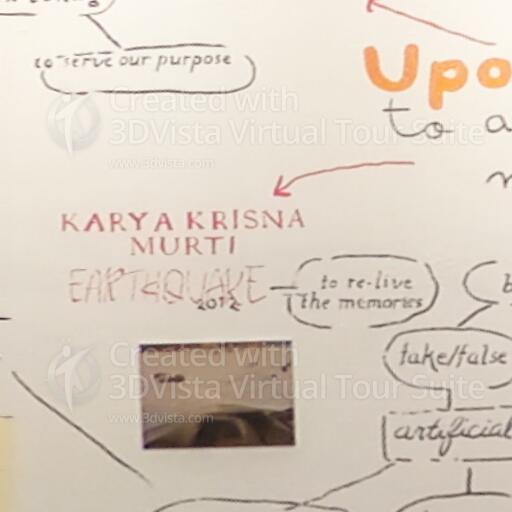 to serve our purpose
Upo
to a
Created with
3DVista Virtual Tour Suite
www.3dvista.com
KARYA KRISNA
MURTI
EARTHQUAKE
2012
to re-live
the memories
fake/false
artificial
Created with
3DVista Virtual Tour Suite
www.3dvista.com